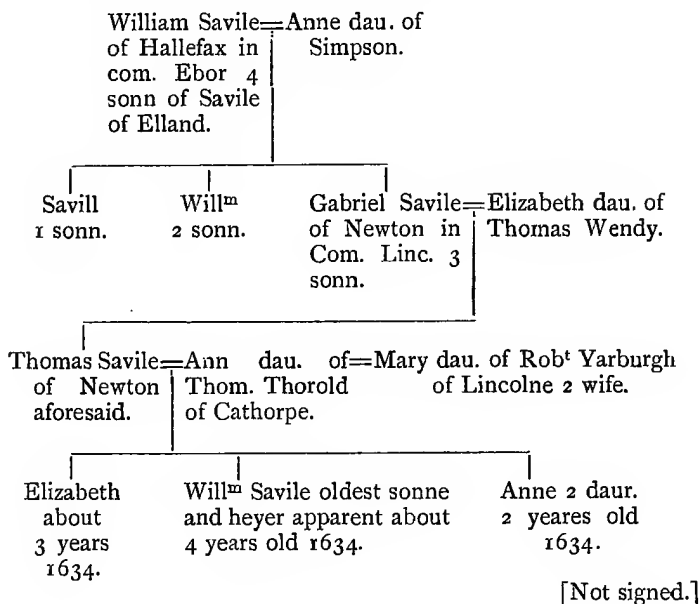 William Savile=Anne dau. of
of Hallefax in Simpson.
com. Ebor 4
sonn of Savile
of Elland.
Savill Will^m Gabriel Savile=Elizabeth dau. of
1 sonn. 2 sonn. of Newton in Thomas Wendy.
Com. Linc. 3
sonn.
Thomas Savile=Ann dau. of=Mary dau. of Rob^t Yarburgh
of Newton Thom. Thorold of Lincolne 2 wife.
aforesaid. of Cathorpe.
Elizabeth Will^m Savile oldest sonne Anne 2 daur.
about and heyer apparent about 2 yeares old
3 years 4 years old 1634. 1634.
1634.
[Not signed.]